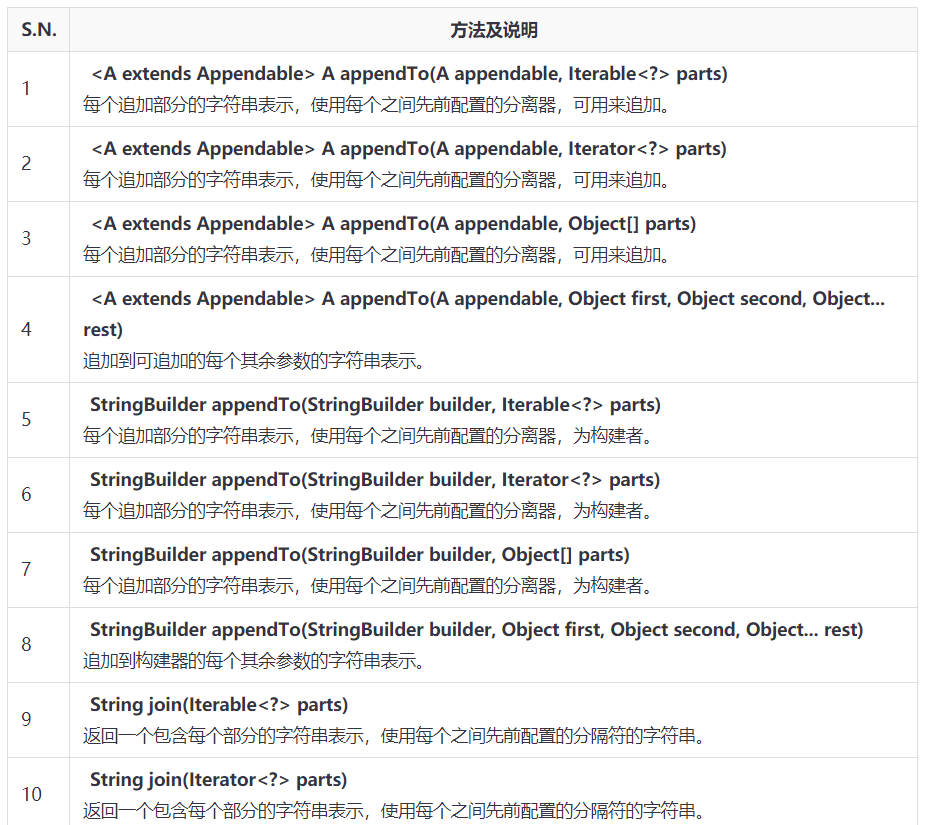 S.N. 方法及说明
1 <A extends Appendable> A appendTo(A appendable, Iterable<?> parts)
每个追加部分的字符串表示，使用每个之间先前配置的分离器，可用来追加。
2 <A extends Appendable> A appendTo(A appendable, Iterator<?> parts)
每个追加部分的字符串表示，使用每个之间先前配置的分离器，可用来追加。
3 <A extends Appendable> A appendTo(A appendable, Object[] parts)
每个追加部分的字符串表示，使用每个之间先前配置的分离器，可用来追加。
4 <A extends Appendable> A appendTo(A appendable, Object first, Object second, Object...
rest)
追加到可追加的每个其余参数的字符串表示。
5 StringBuilder appendTo(StringBuilder builder, Iterable<?> parts)
每个追加部分的字符串表示，使用每个之间先前配置的分离器，为构建者。
6 StringBuilder appendTo(StringBuilder builder, Iterator<?> parts)
每个追加部分的字符串表示，使用每个之间先前配置的分离器，为构建者。
7 StringBuilder appendTo(StringBuilder builder, Object[] parts)
每个追加部分的字符串表示，使用每个之间先前配置的分离器，为构建者。
8 StringBuilder appendTo(StringBuilder builder, Object first, Object second, Object... rest)
追加到构建器的每个其余参数的字符串表示。
9 String join(Iterable<?> parts)
返回一个包含每个部分的字符串表示，使用每个之间先前配置的分隔符的字符串。
10 String join(Iterator<?> parts)
返回一个包含每个部分的字符串表示，使用每个之间先前配置的分隔符的字符串。